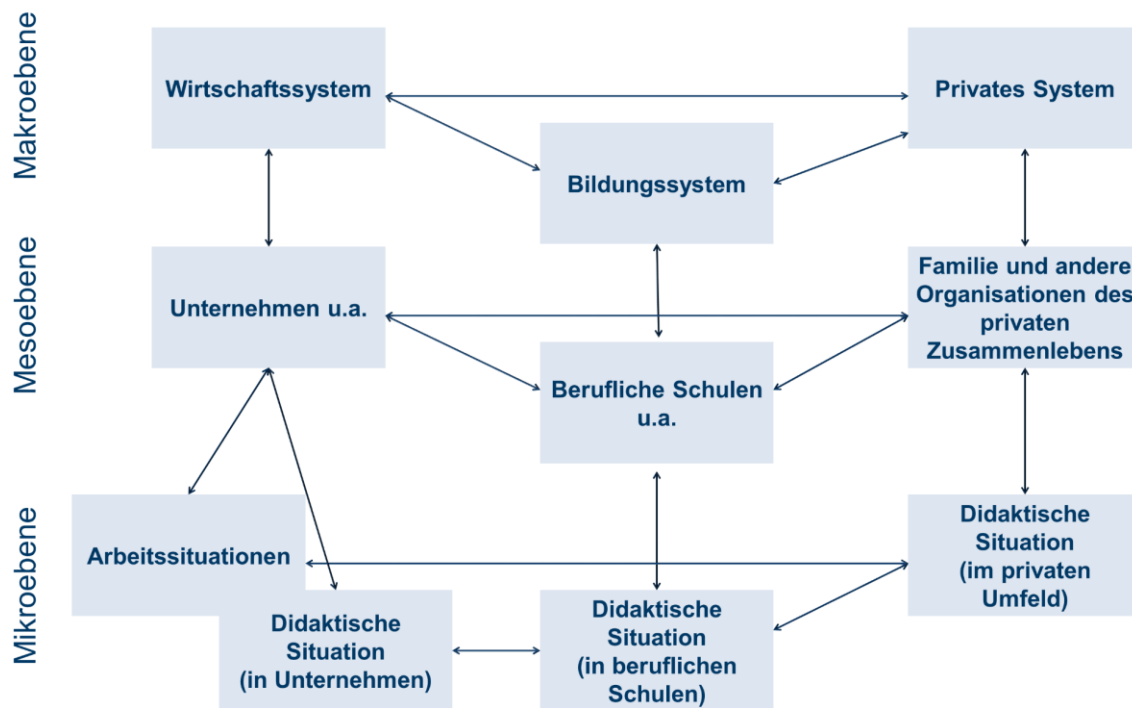 Makroebene
Wirtschaftssystem
Privates System
Bildungssystem
Mesoebene
Unternehmen u.a.
Familie und andere
Organisationen des
privaten
Zusammenlebens
Berufliche Schulen
u.a.
Mikroebene
Arbeitssituationen
Didaktische
Situation
(im privaten
Umfeld)
Didaktische
Situation
(in Unternehmen)
Didaktische
Situation
(in beruflichen
Schulen)